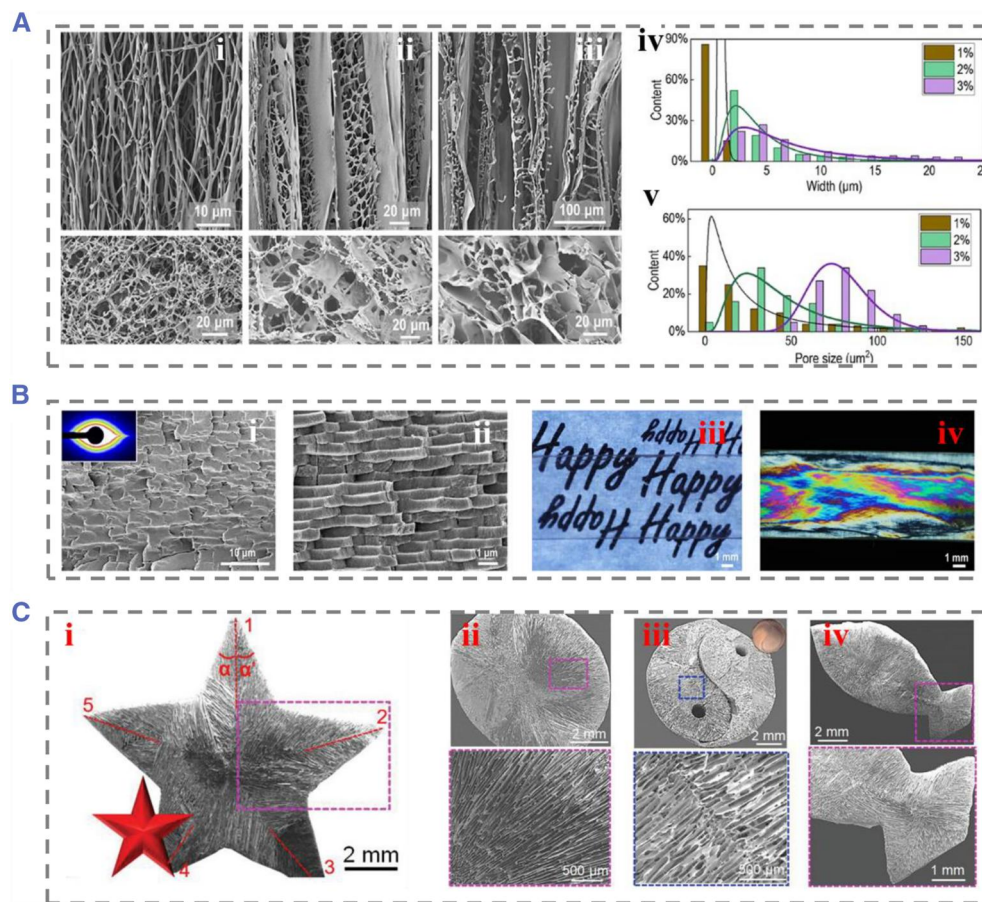 A
i
ii
iii
10 μm
20 μm
100 μm
20 μm
20 μm
20 μm
iv
90%
60%
30%
0%
Content
1%
2%
3%
0
5
10
15
20
2
Width (μm)
v
60%
40%
20%
0%
Content
1%
2%
3%
0
50
100
150
Pore size (μm²)
B
i
10 μm
ii
1 μm
iii
Happy
Happy
H
Happy
Happy
Happy
Happy
1 mm
iv
1 mm
C
i
1
α
α
5
2
4
3
2 mm
ii
2 mm
500 μm
iii
2 mm
500 μm
iv
2 mm
1 mm